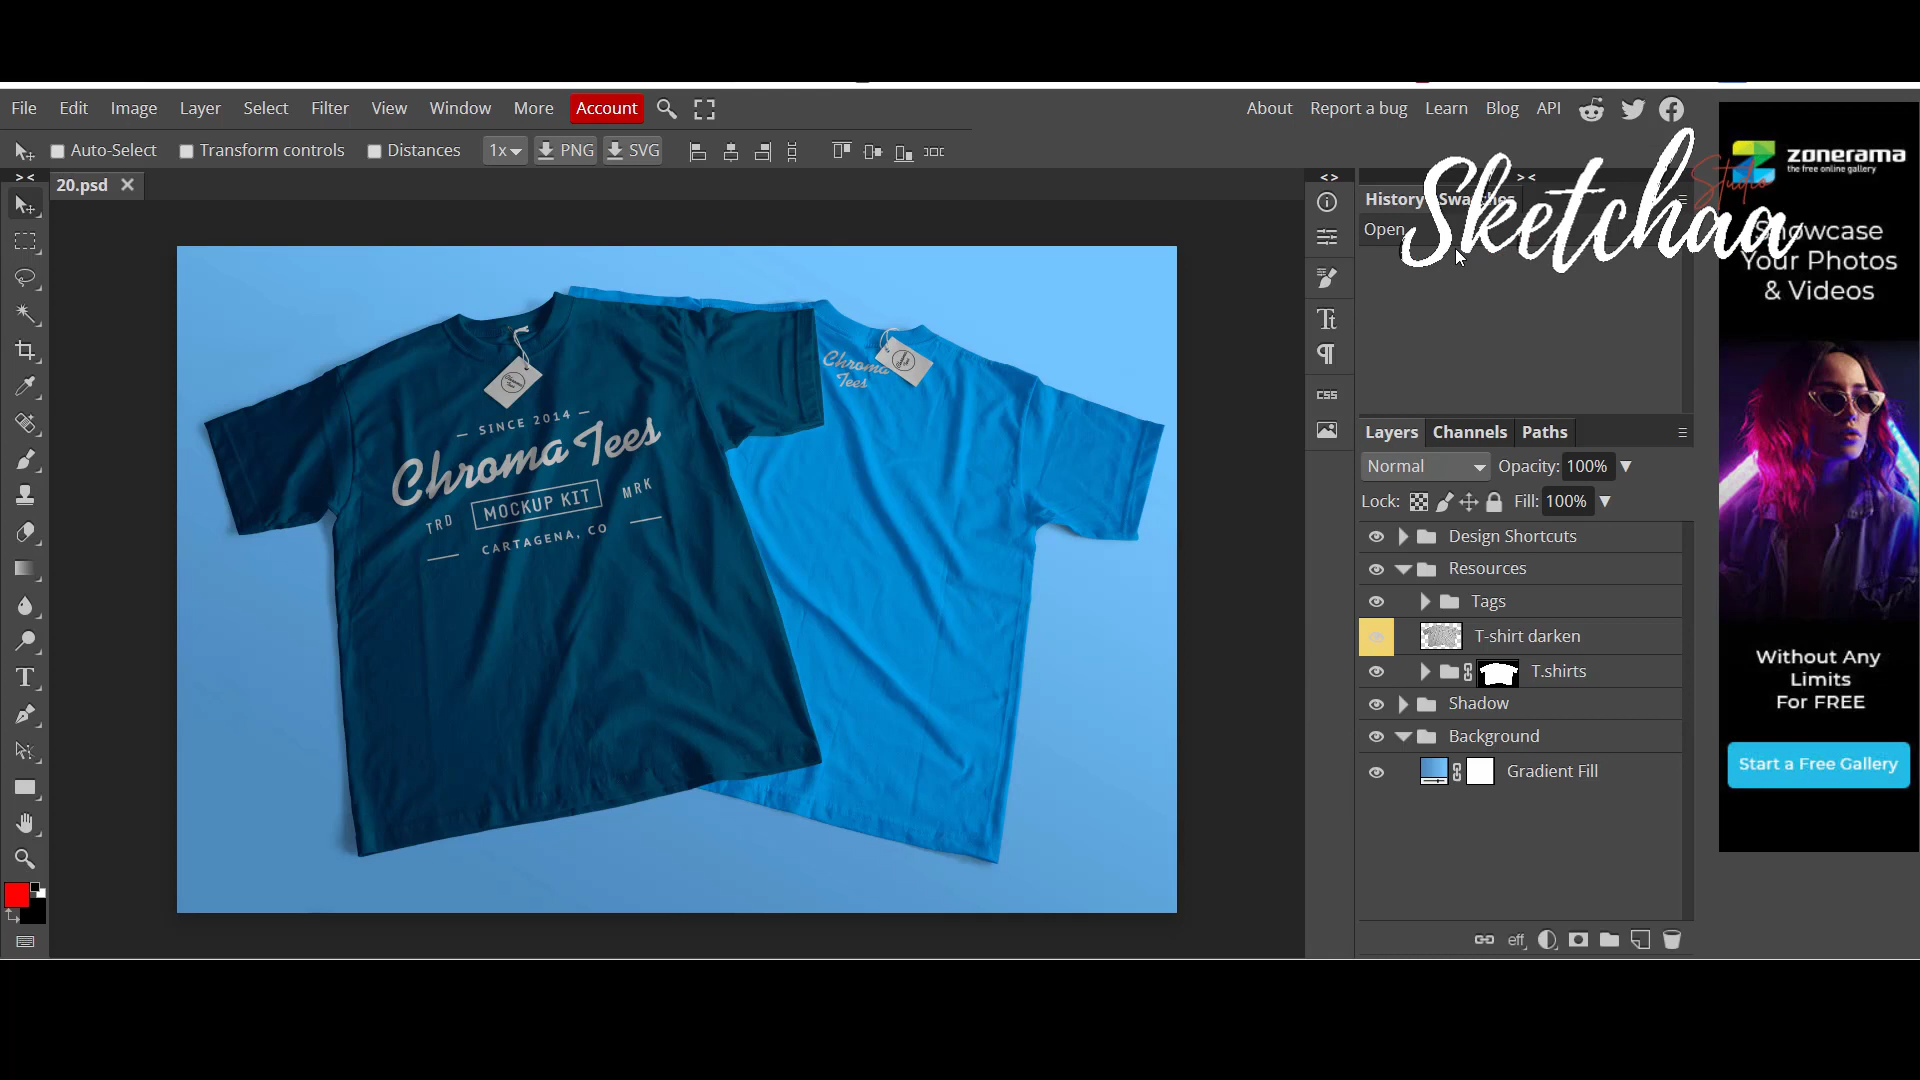 File Edit Image Layer Select Filter View Window More Account
About Report a bug Learn Blog API
Auto-Select Transform controls Distances 1x PNG SVG
20.psd
Sketchaa
Studio
History Swatches
Open
zonerama
the free online gallery
Showcase
Your Photos
& Videos
Without Any
Limits
For FREE
Start a Free Gallery
— SINCE 2014 —
Chroma Tees
TRD MOCKUP KIT MRK
CARTAGENA, CO
Chroma
Tees
Tt
CSS
Layers Channels Paths
Normal Opacity: 100%
Lock: Fill: 100%
Design Shortcuts
Resources
Tags
T-shirt darken
T.shirts
Shadow
Background
Gradient Fill
eff